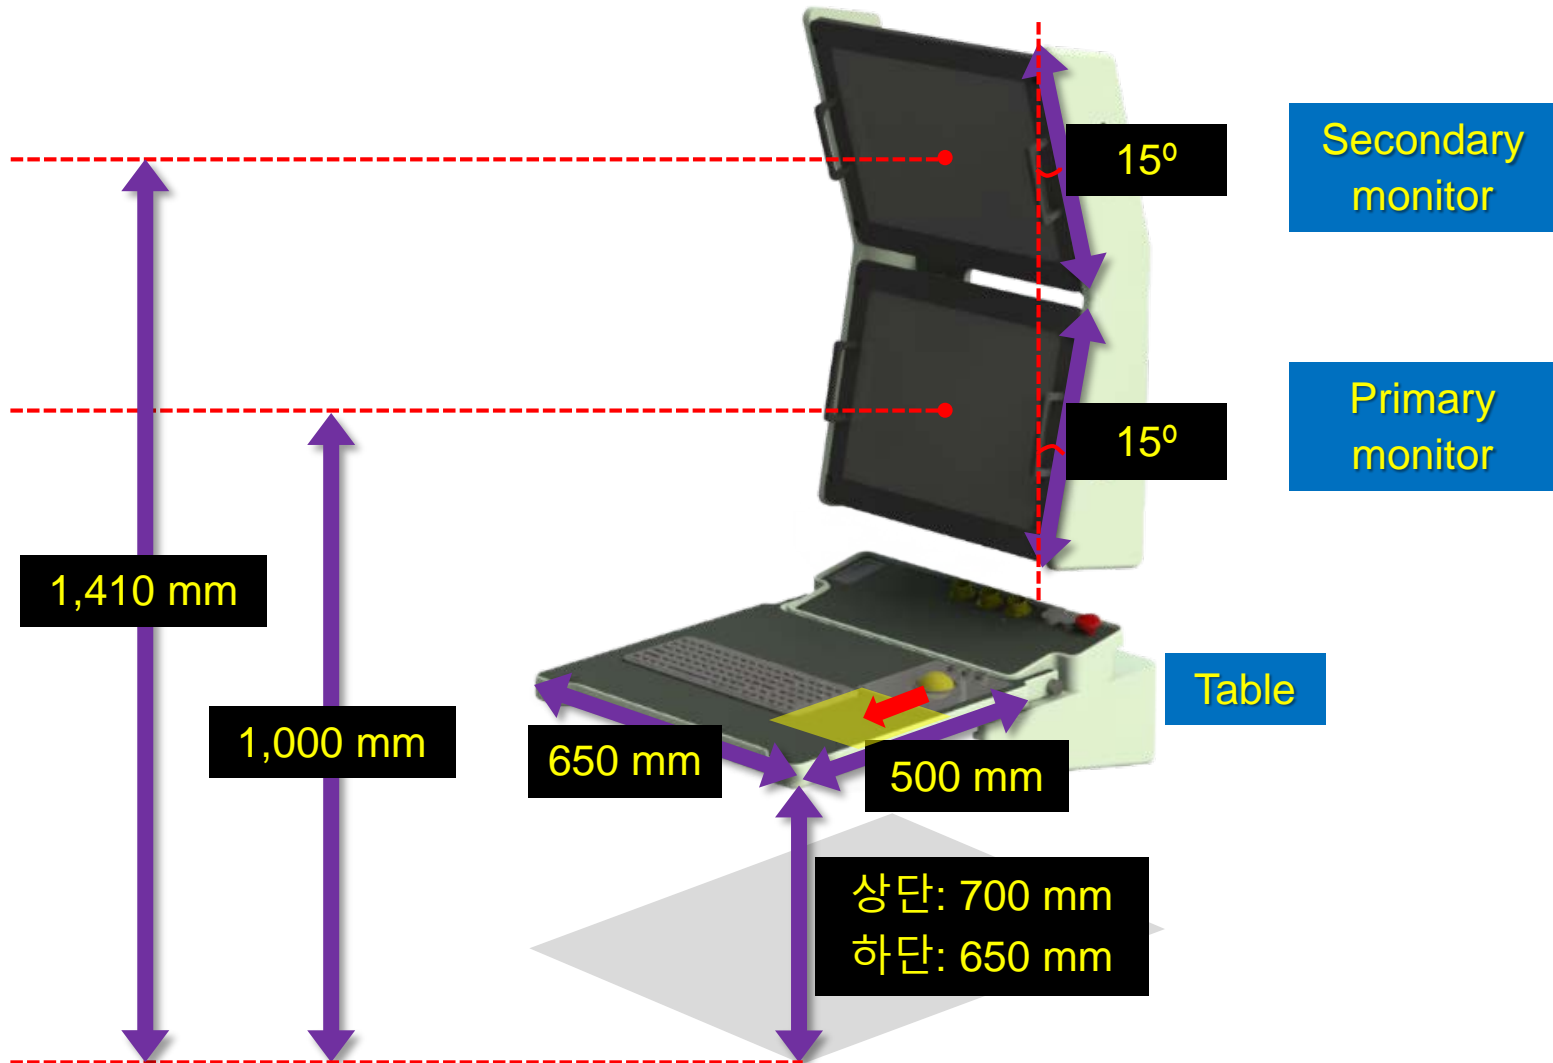 15º
Secondary
monitor
15º
Primary
monitor
1,410 mm
1,000 mm
Table
650 mm
500 mm
상단: 700 mm
하단: 650 mm